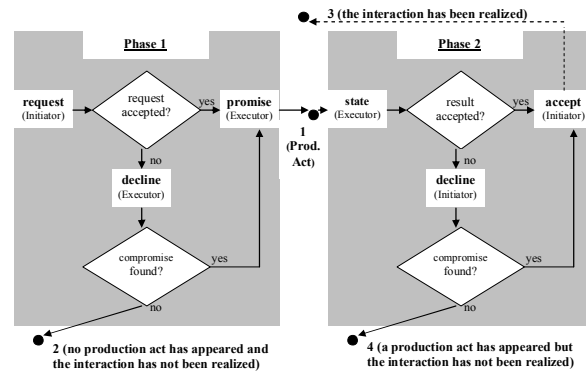 3 (the interaction has been realized)
Phase 1
Phase 2
request
(Initiator)
request
accepted?
yes
promise
(Executor)
1
(Prod.
Act)
state
(Executor)
result
accepted?
yes
accept
(Initiator)
no
decline
(Executor)
no
decline
(Initiator)
compromise
found?
yes
no
compromise
found?
yes
no
2 (no production act has appeared and
the interaction has not been realized)
4 (a production act has appeared but
the interaction has not been realized)